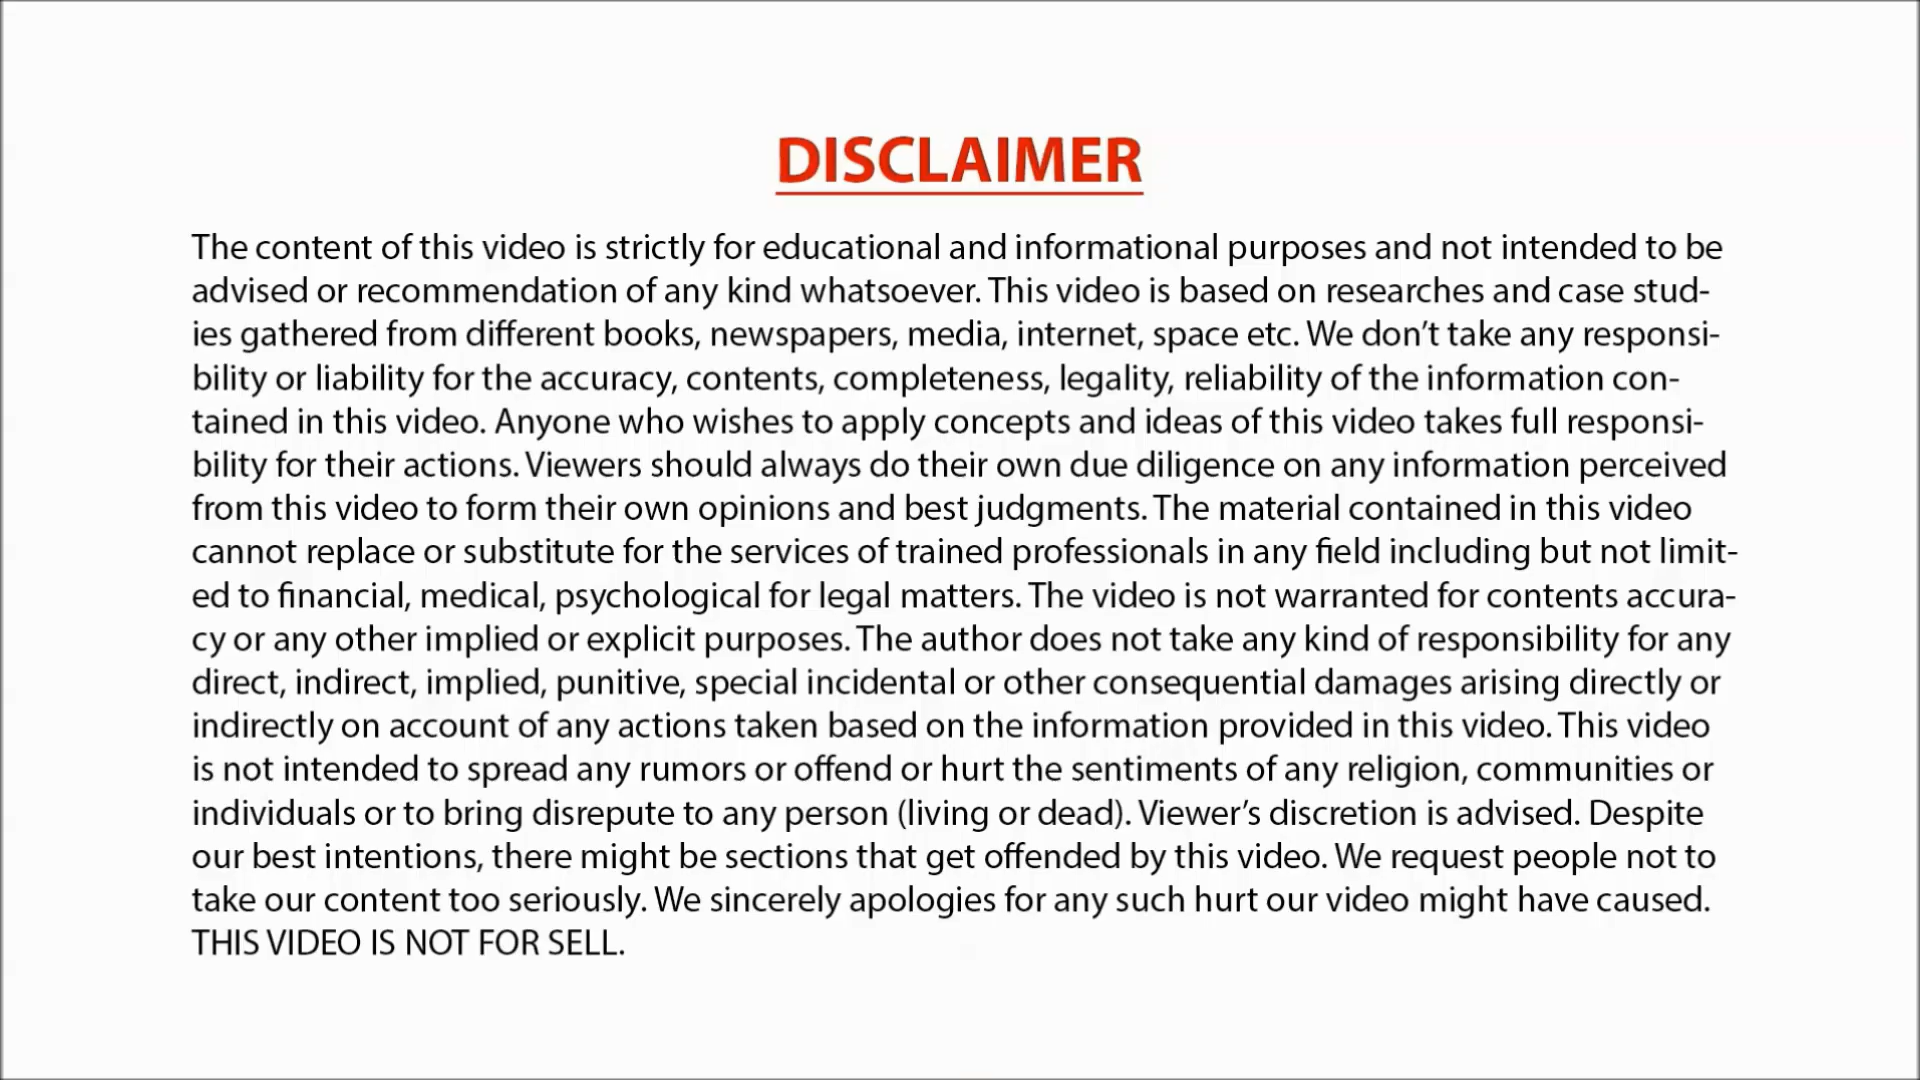 DISCLAIMER
The content of this video is strictly for educational and informational purposes and not intended to be
advised or recommendation of any kind whatsoever. This video is based on researches and case stud-
ies gathered from different books, newspapers, media, internet, space etc. We don't take any responsi-
bility or liability for the accuracy, contents, completeness, legality, reliability of the information con-
tained in this video. Anyone who wishes to apply concepts and ideas of this video takes full responsi-
bility for their actions. Viewers should always do their own due diligence on any information perceived
from this video to form their own opinions and best judgments. The material contained in this video
cannot replace or substitute for the services of trained professionals in any field including but not limit-
ed to financial, medical, psychological for legal matters. The video is not warranted for contents accura-
cy or any other implied or explicit purposes. The author does not take any kind of responsibility for any
direct, indirect, implied, punitive, special incidental or other consequential damages arising directly or
indirectly on account of any actions taken based on the information provided in this video. This video
is not intended to spread any rumors or offend or hurt the sentiments of any religion, communities or
individuals or to bring disrepute to any person (living or dead). Viewer's discretion is advised. Despite
our best intentions, there might be sections that get offended by this video. We request people not to
take our content too seriously. We sincerely apologies for any such hurt our video might have caused.
THIS VIDEO IS NOT FOR SELL.